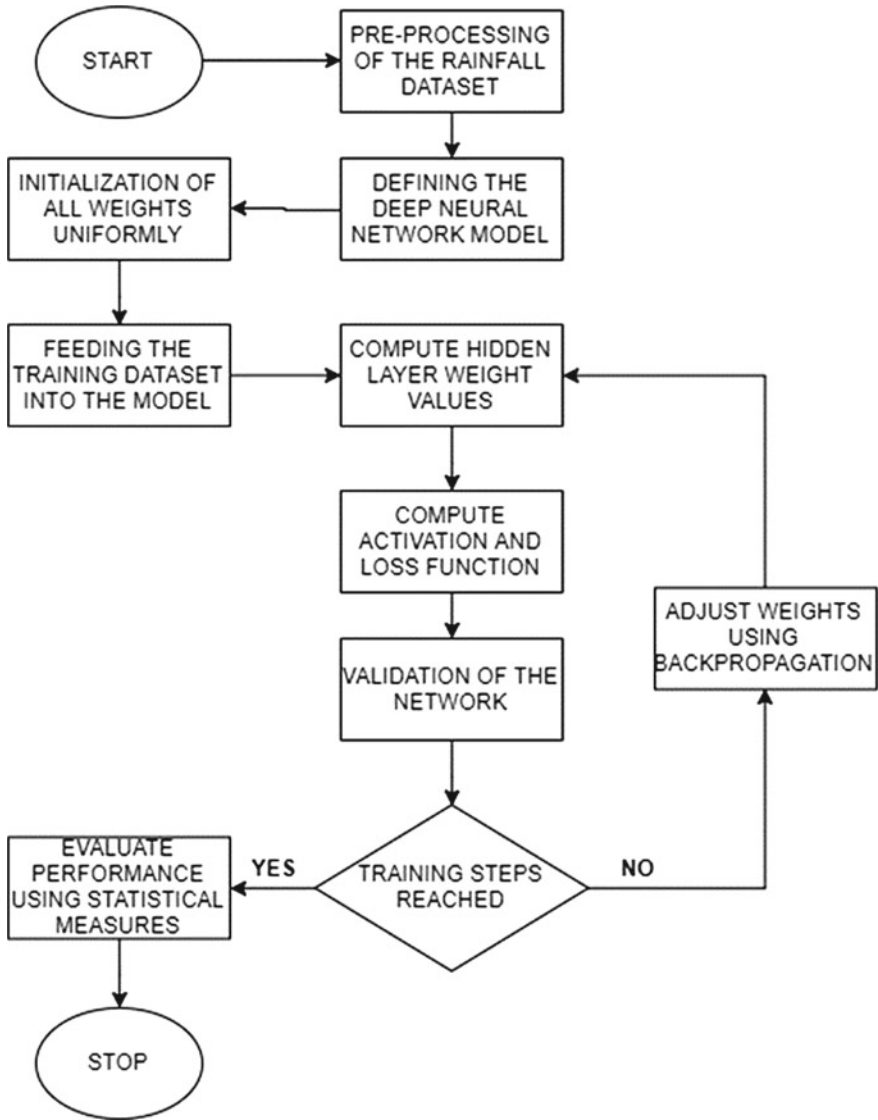 START
PRE-PROCESSING
OF THE RAINFALL
DATASET
INITIALIZATION OF
ALL WEIGHTS
UNIFORMLY
DEFINING THE
DEEP NEURAL
NETWORK MODEL
FEEDING THE
TRAINING DATASET
INTO THE MODEL
COMPUTE HIDDEN
LAYER WEIGHT
VALUES
COMPUTE
ACTIVATION AND
LOSS FUNCTION
ADJUST WEIGHTS
USING
BACKPROPAGATION
VALIDATION OF THE
NETWORK
EVALUATE
PERFORMANCE
USING STATISTICAL
MEASURES
YES
TRAINING STEPS
REACHED
NO
STOP